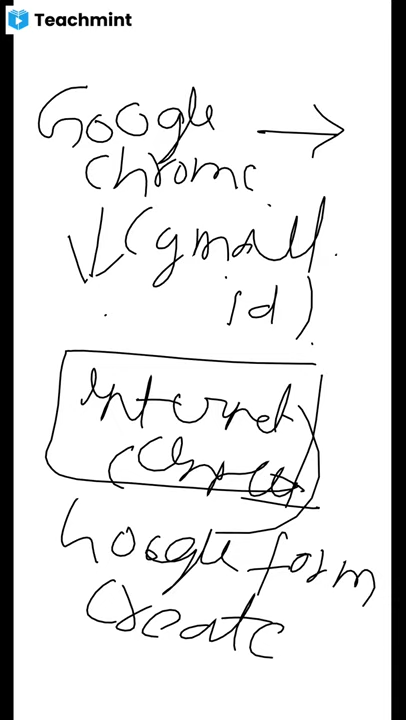 Teachmint
Google →
Chrome
↓ (gmail
id)
internet
Google form
create